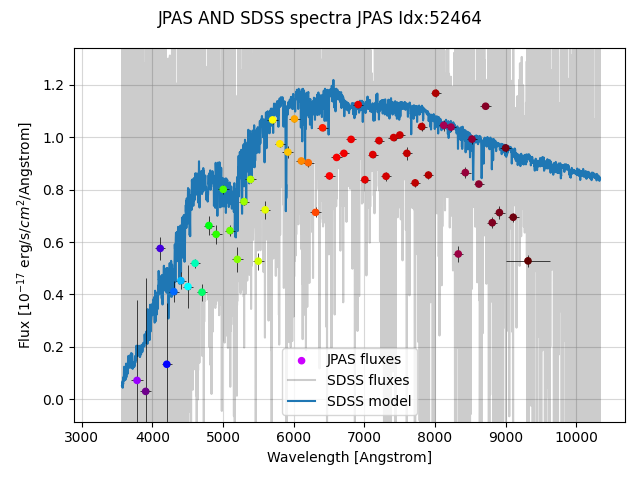 JPAS AND SDSS spectra JPAS Idx:52464
Flux [10⁻¹⁷ erg/s/cm²/Angstrom]
1.2
1.0
0.8
0.6
0.4
0.2
0.0
JPAS fluxes
SDSS fluxes
SDSS model
3000 4000 5000 6000 7000 8000 9000 10000
Wavelength [Angstrom]